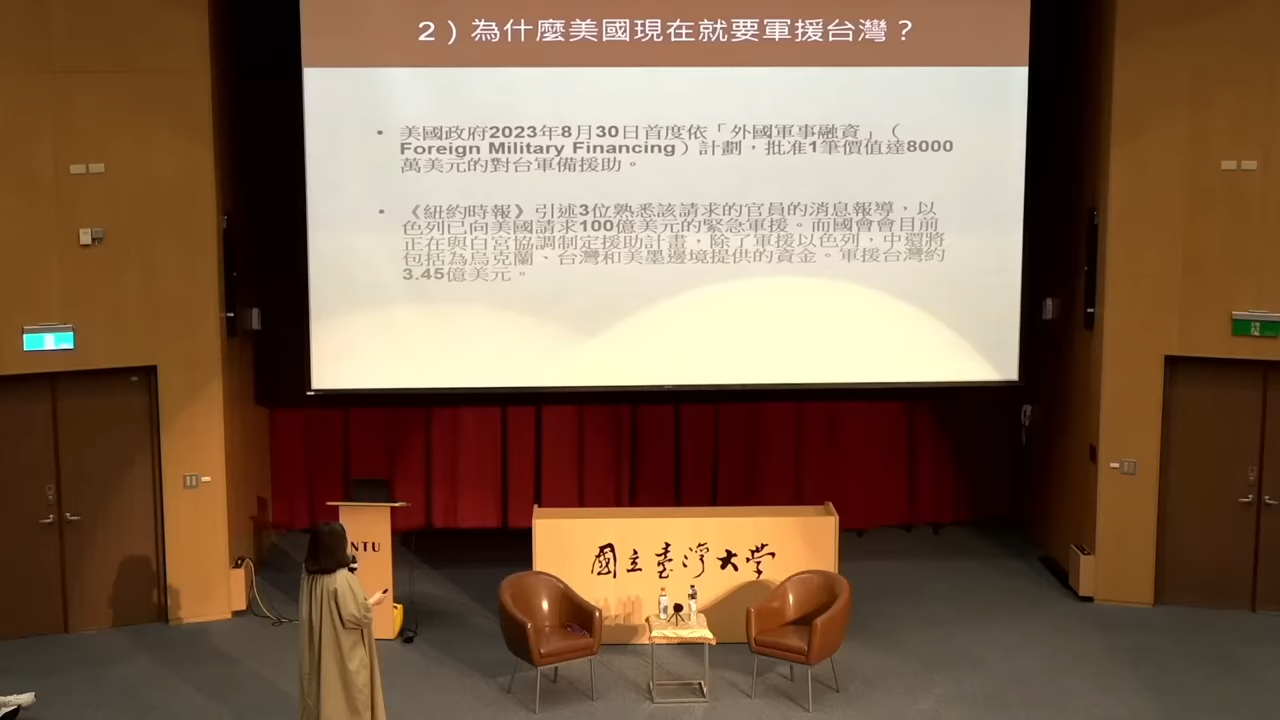 2）為什麼美國現在就要軍援台灣？
• 美國政府2023年8月30日首度依「外國軍事融資」（
Foreign Military Financing）計劃，批准1筆價值達8000
萬美元的對台軍備援助。
• 《紐約時報》引述3位熟悉該請求的官員的消息報導，以
色列已向美國請求100億美元的緊急軍援。而國會會目前
正在與白宮協調制定援助計畫，除了軍援以色列，中還將
包括為烏克蘭、台灣和美墨邊境提供的資金。軍援台灣約
3.45億美元。
NTU
國立臺灣大學